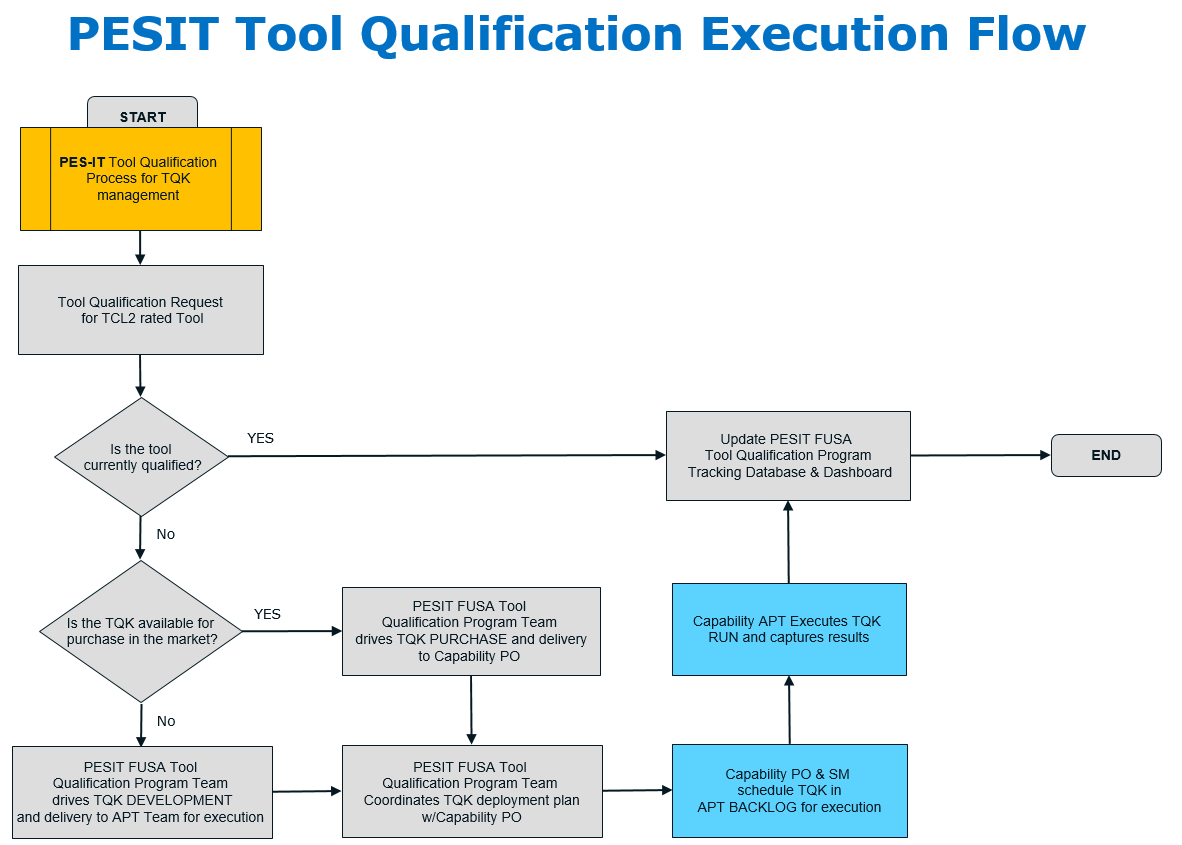 PESIT Tool Qualification Execution Flow
START
PES-IT Tool Qualification
Process for TQK
management
Tool Qualification Request
for TCL2 rated Tool
Is the tool
currently qualified?
YES
Update PESIT FUSA
Tool Qualification Program
Tracking Database & Dashboard
END
No
Is the TQK available for
purchase in the market?
YES
PESIT FUSA Tool
Qualification Program Team
drives TQK PURCHASE and delivery
to Capability PO
Capability APT Executes TQK
RUN and captures results
No
PESIT FUSA Tool
Qualification Program Team
drives TQK DEVELOPMENT
and delivery to APT Team for execution
PESIT FUSA Tool
Qualification Program Team
Coordinates TQK deployment plan
w/Capability PO
Capability PO & SM
schedule TQK in
APT BACKLOG for execution